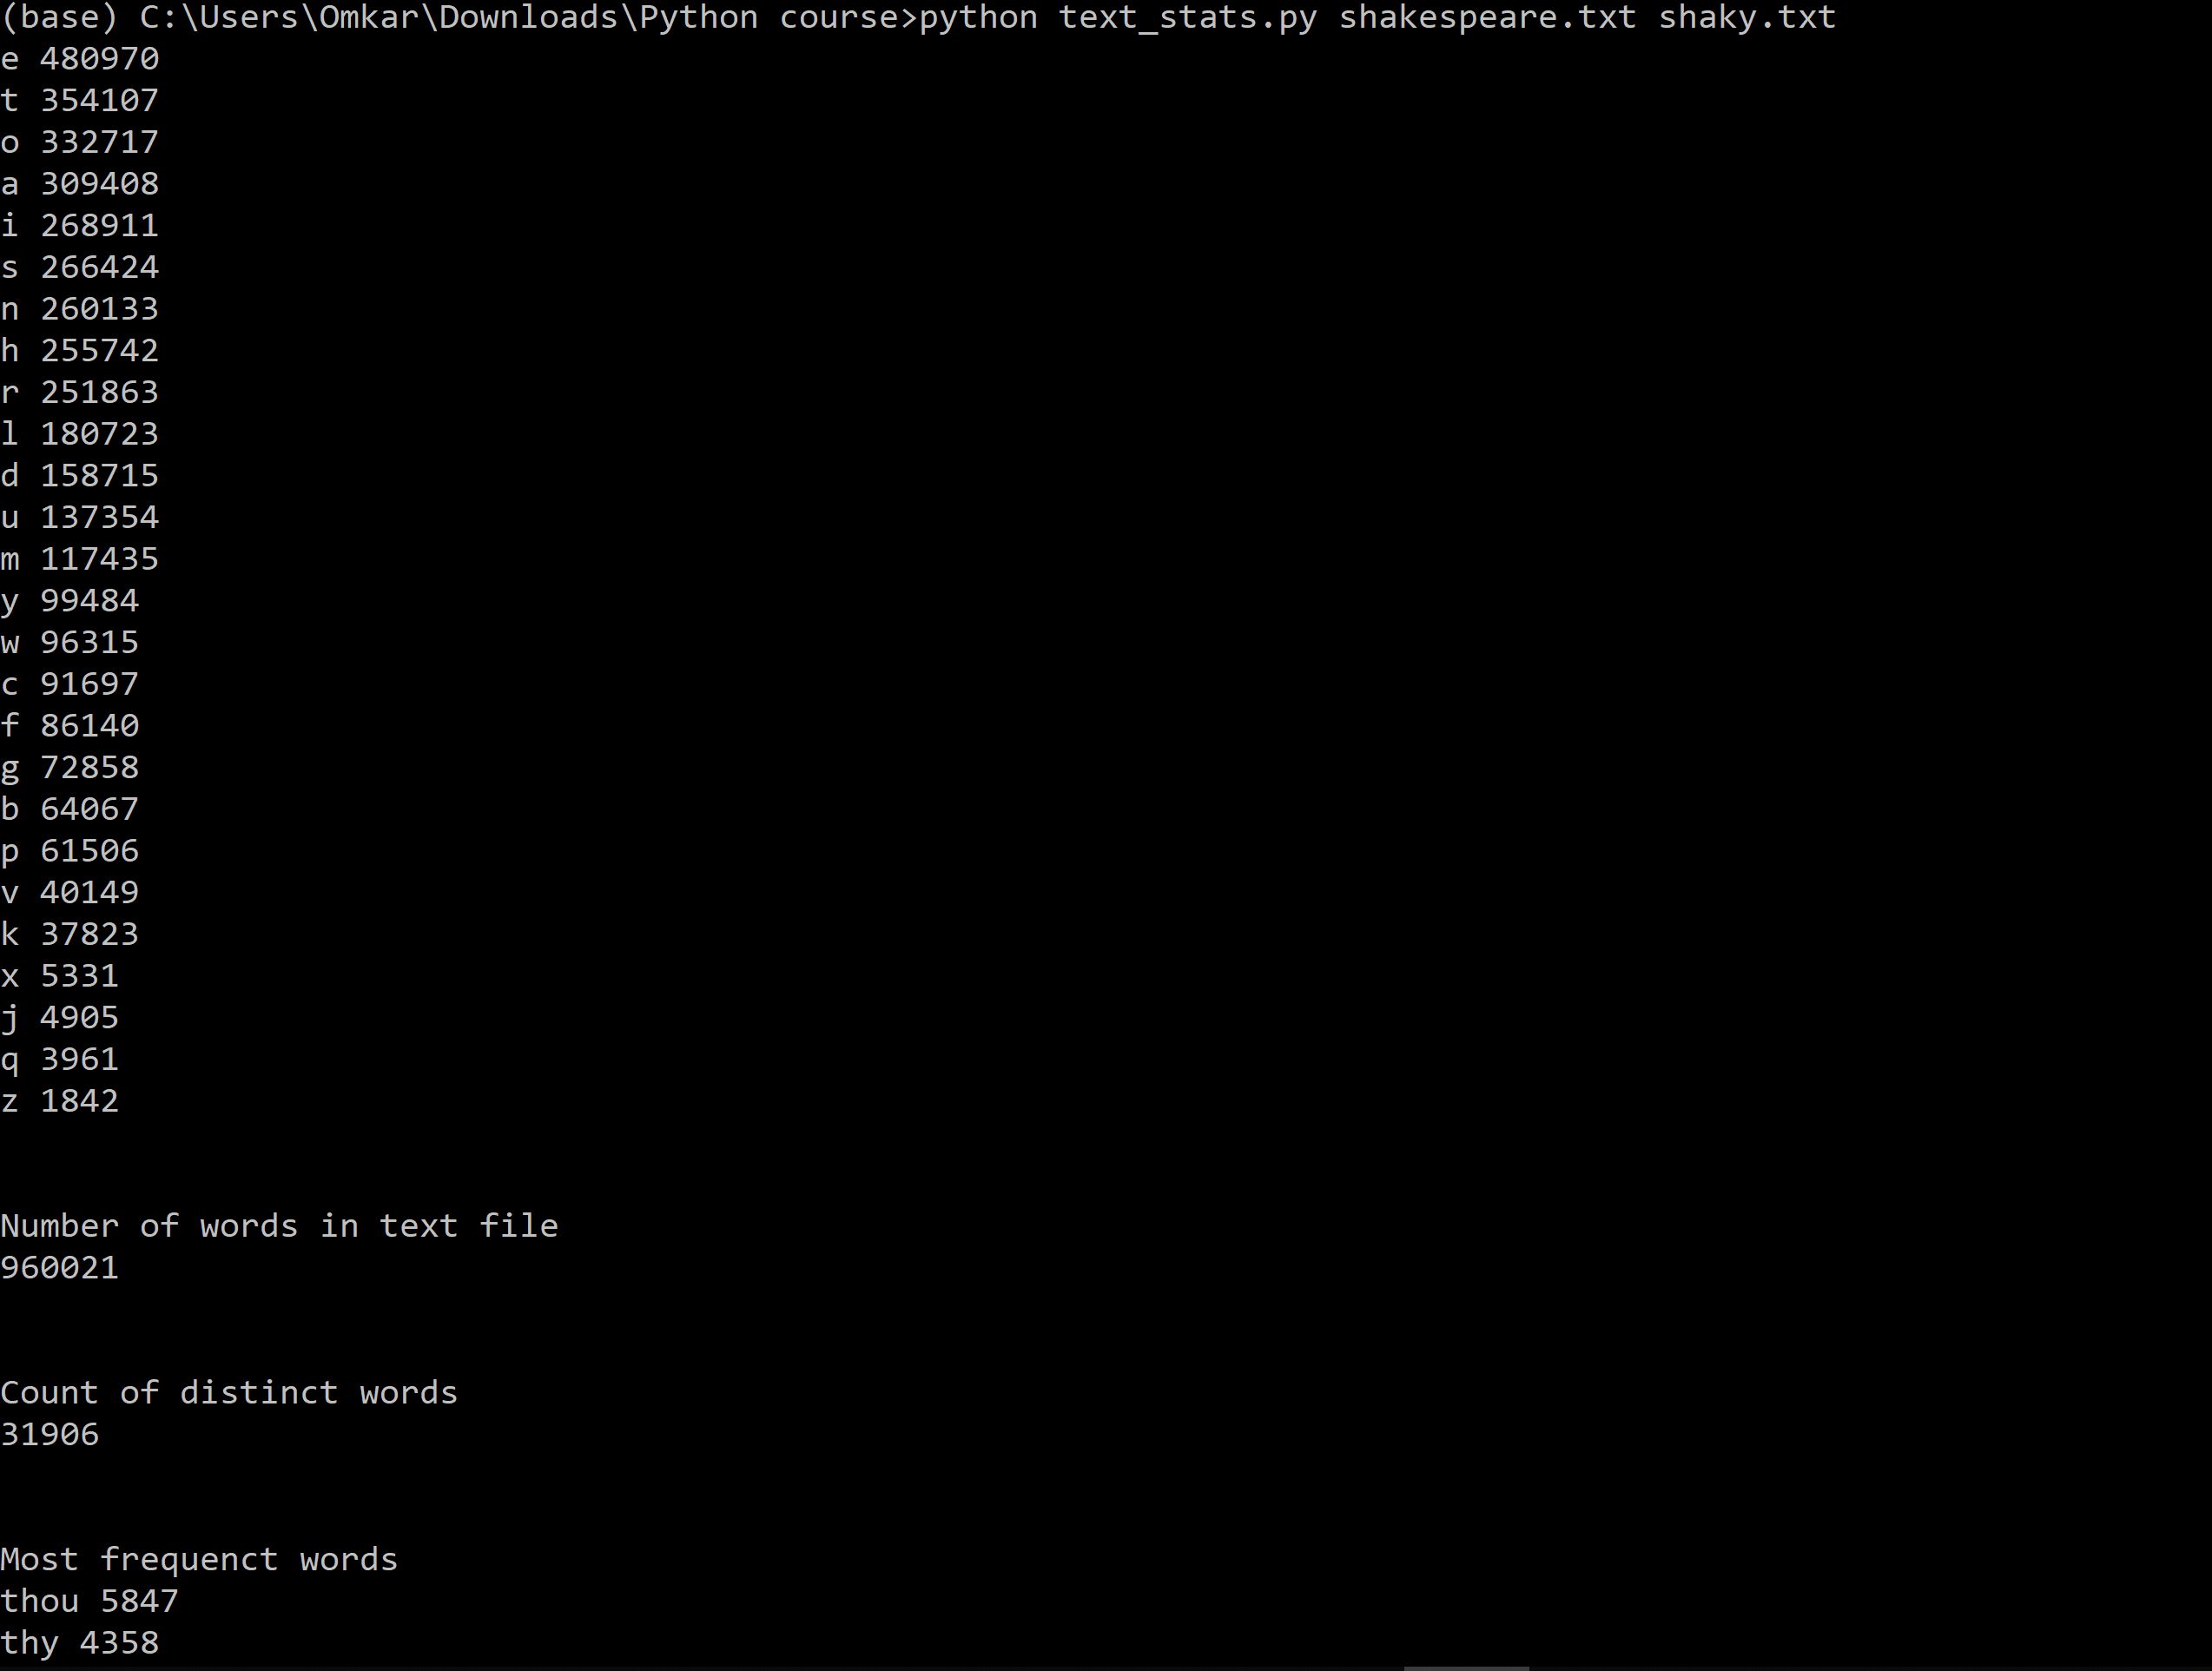 (base) C:\Users\Omkar\Downloads\Python course>python text_stats.py shakespeare.txt shaky.txt
e 480970
t 354107
o 332717
a 309408
i 268911
s 266424
n 260133
h 255742
r 251863
l 180723
d 158715
u 137354
m 117435
y 99484
w 96315
c 91697
f 86140
g 72858
b 64067
p 61506
v 40149
k 37823
x 5331
j 4905
q 3961
z 1842
Number of words in text file
960021
Count of distinct words
31906
Most frequenct words
thou 5847
thy 4358